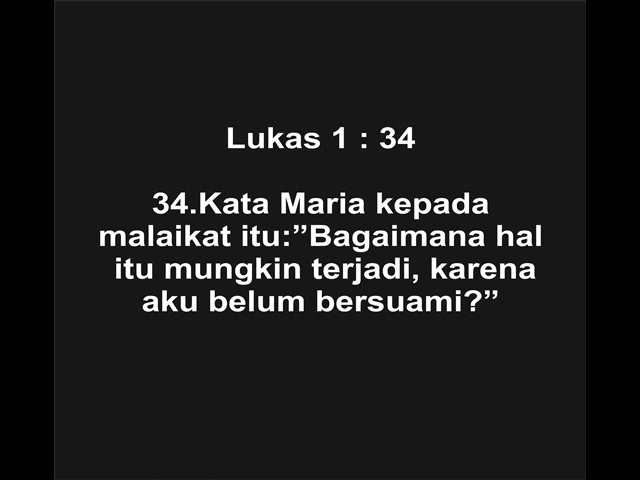 Lukas 1 : 34
34.Kata Maria kepada
malaikat itu:”Bagaimana hal
itu mungkin terjadi, karena
aku belum bersuami?”